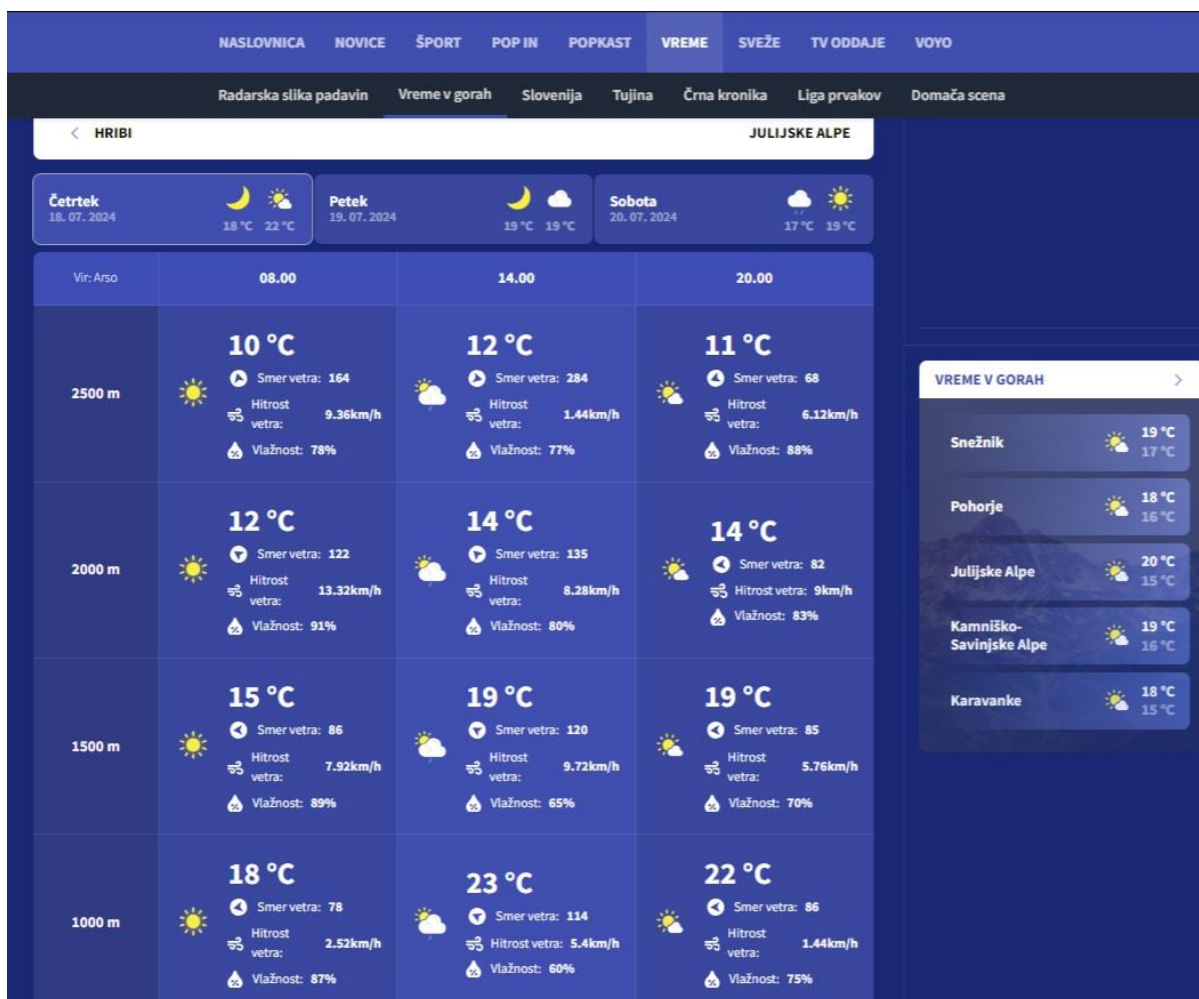 NASLOVNICA NOVICE ŠPORT POP IN POPKAST VREME SVEŽE TV ODDAJE VOYO
Radarska slika padavin Vreme v gorah Slovenija Tujina Črna kronika Liga prvakov Domača scena
HRIBI JULIJSKE ALPE
Četrtek
18. 07. 2024
18 °C 22 °C
Petek
19. 07. 2024
19 °C 19 °C
Sobota
20. 07. 2024
17 °C 19 °C
Vir: Arso 08.00 14.00 20.00
2500 m
10 °C
Smer vetra: 164
Hitrost
vetra: 9.36km/h
Vlažnost: 78%
12 °C
Smer vetra: 284
Hitrost
vetra: 1.44km/h
Vlažnost: 77%
11 °C
Smer vetra: 68
Hitrost
vetra: 6.12km/h
Vlažnost: 88%
2000 m
12 °C
Smer vetra: 122
Hitrost
vetra: 13.32km/h
Vlažnost: 91%
14 °C
Smer vetra: 135
Hitrost
vetra: 8.28km/h
Vlažnost: 80%
14 °C
Smer vetra: 82
Hitrost vetra: 9km/h
Vlažnost: 83%
1500 m
15 °C
Smer vetra: 86
Hitrost
vetra: 7.92km/h
Vlažnost: 89%
19 °C
Smer vetra: 120
Hitrost
vetra: 9.72km/h
Vlažnost: 65%
19 °C
Smer vetra: 85
Hitrost
vetra: 5.76km/h
Vlažnost: 70%
1000 m
18 °C
Smer vetra: 78
Hitrost
vetra: 2.52km/h
Vlažnost: 87%
23 °C
Smer vetra: 114
Hitrost vetra: 5.4km/h
Vlažnost: 60%
22 °C
Smer vetra: 86
Hitrost
vetra: 1.44km/h
Vlažnost: 75%
VREME V GORAH
Snežnik 19 °C
17 °C
Pohorje 18 °C
16 °C
Julijske Alpe 20 °C
15 °C
Kamniško-
Savinjske Alpe 19 °C
16 °C
Karavanke 18 °C
15 °C